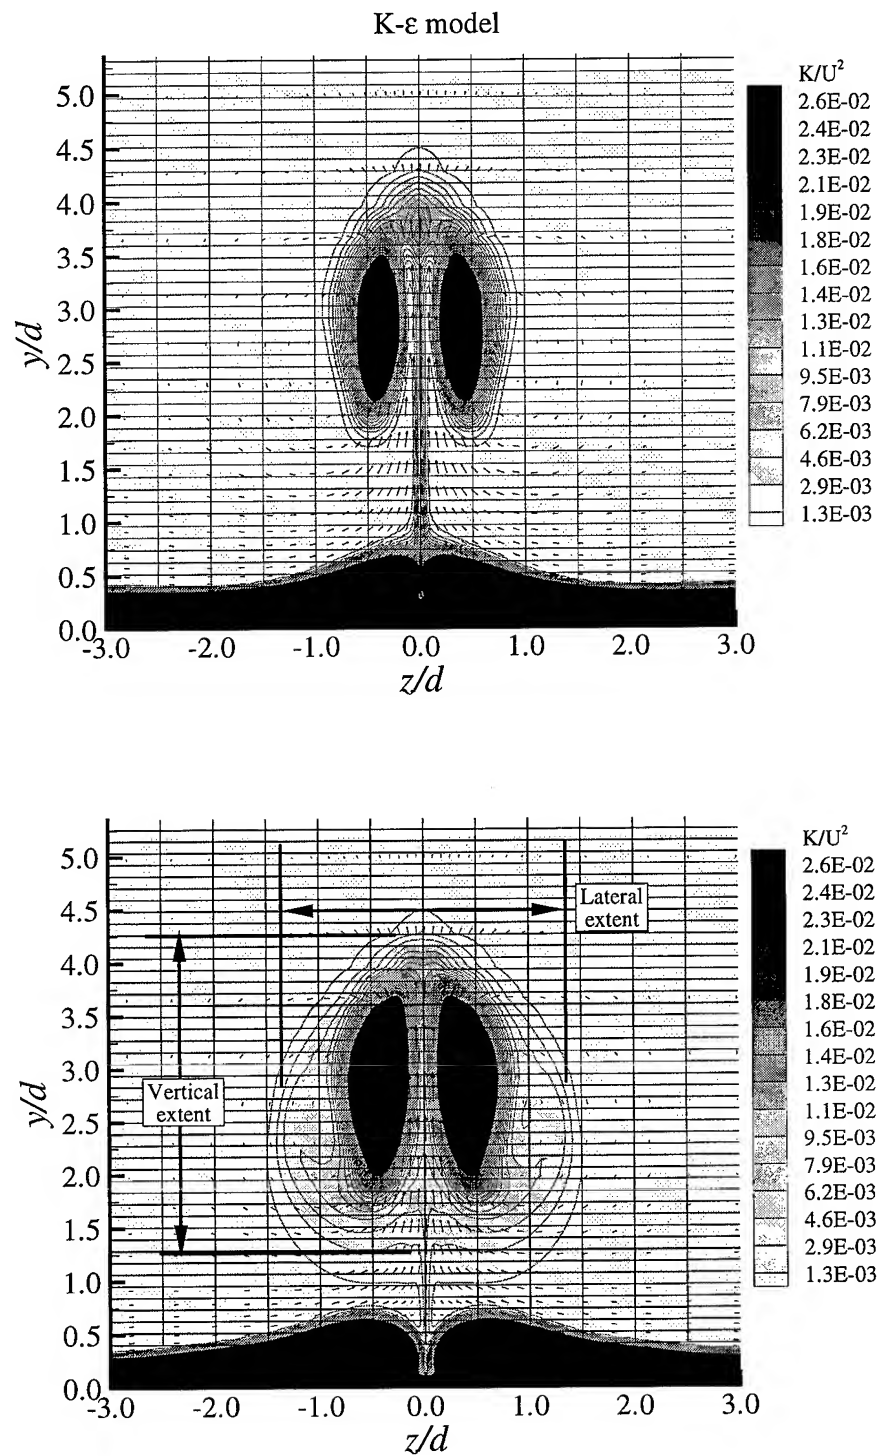 K-ε model
K/U²
2.6E-02
2.4E-02
2.3E-02
2.1E-02
1.9E-02
1.8E-02
1.6E-02
1.4E-02
1.3E-02
1.1E-02
9.5E-03
7.9E-03
6.2E-03
4.6E-03
2.9E-03
1.3E-03
y/d
5.0
4.5
4.0
3.5
3.0
2.5
2.0
1.5
1.0
0.5
0.0
-3.0 -2.0 -1.0 0.0 1.0 2.0 3.0
z/d
K/U²
2.6E-02
2.4E-02
2.3E-02
2.1E-02
1.9E-02
1.8E-02
1.6E-02
1.4E-02
1.3E-02
1.1E-02
9.5E-03
7.9E-03
6.2E-03
4.6E-03
2.9E-03
1.3E-03
Lateral
extent
Vertical
extent
y/d
5.0
4.5
4.0
3.5
3.0
2.5
2.0
1.5
1.0
0.5
0.0
-3.0 -2.0 -1.0 0.0 1.0 2.0 3.0
z/d